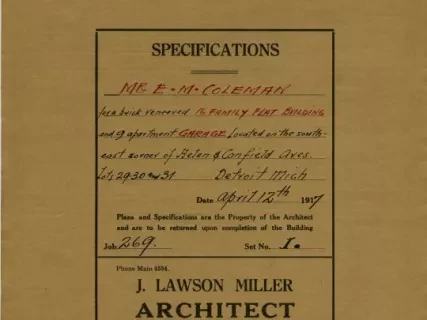 SPECIFICATIONS
MR E. M. COLEMAN
for a brick veneered 12 FAMILY FLAT BUILDING
and 9 apartment GARAGE located on the south-
east corner of Helen & Canfield Aves.
Lots 29 30 and 31 Detroit Mich
Date April 12th 1917
Plans and Specifications are the Property of the Architect
and are to be returned upon completion of the Building
Job 269. Set No. 1.
Phone Main 4554.
J. LAWSON MILLER
ARCHITECT